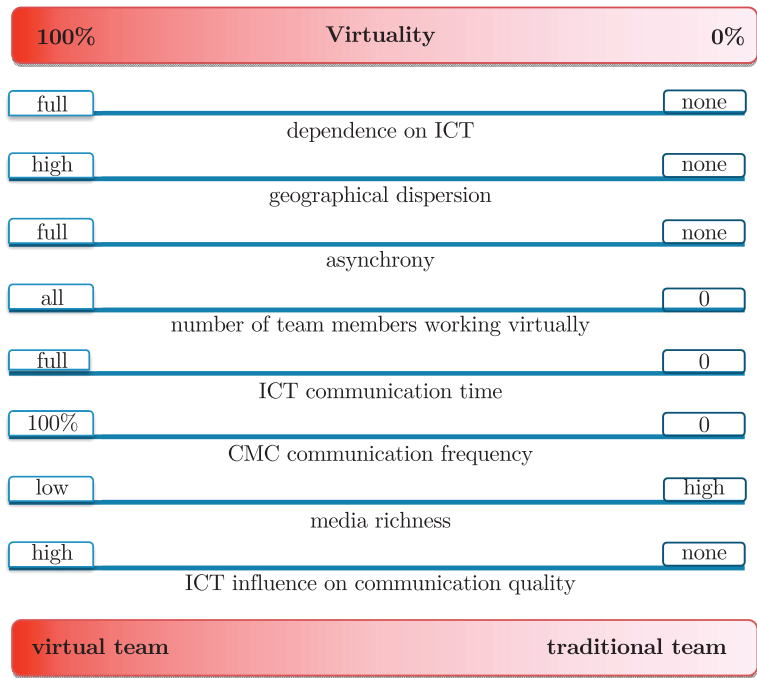 100% Virtuality 0%
full none
dependence on ICT
high none
geographical dispersion
full none
asynchrony
all 0
number of team members working virtually
full 0
ICT communication time
100% 0
CMC communication frequency
low high
media richness
high none
ICT influence on communication quality
virtual team traditional team